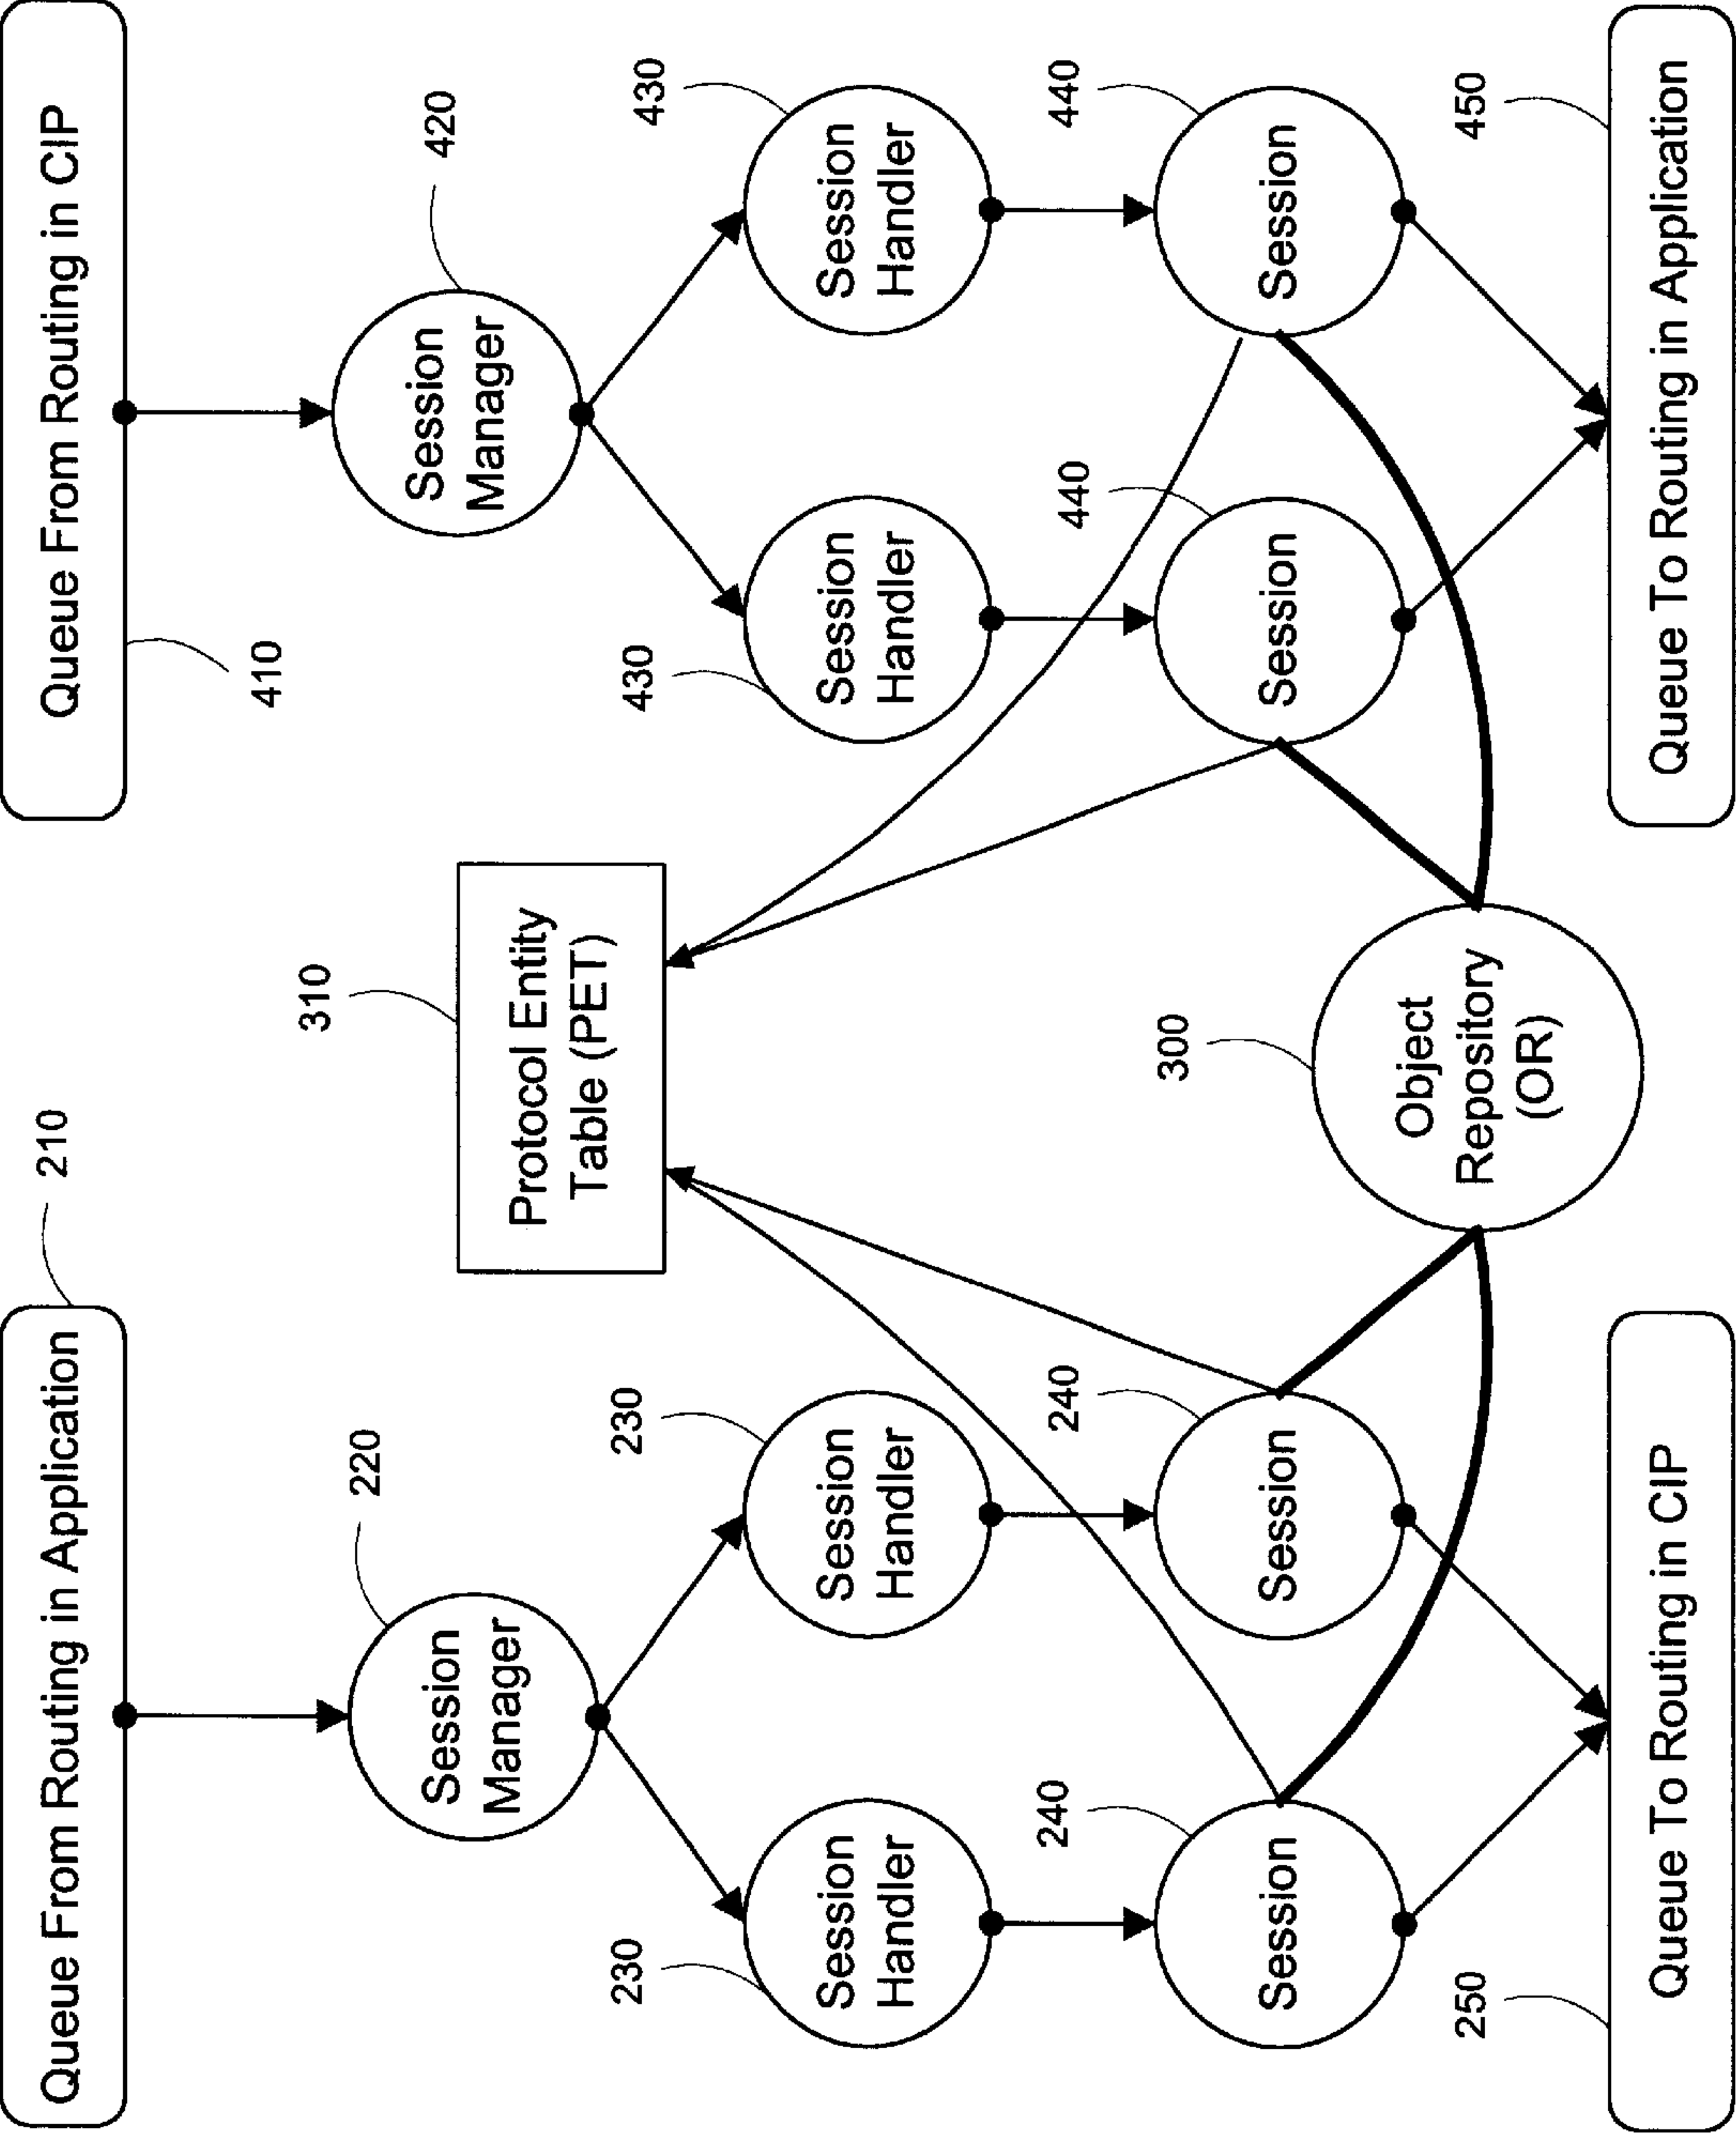 Queue From Routing in Application
210
Queue From Routing in CIP
410
220
Session
Manager
310
Protocol Entity
Table (PET)
420
Session
Manager
230
Session
Handler
230
Session
Handler
430
Session
Handler
430
Session
Handler
240
Session
240
Session
300
Object
Repository
(OR)
440
Session
440
Session
250
Queue To Routing in CIP
450
Queue To Routing in Application